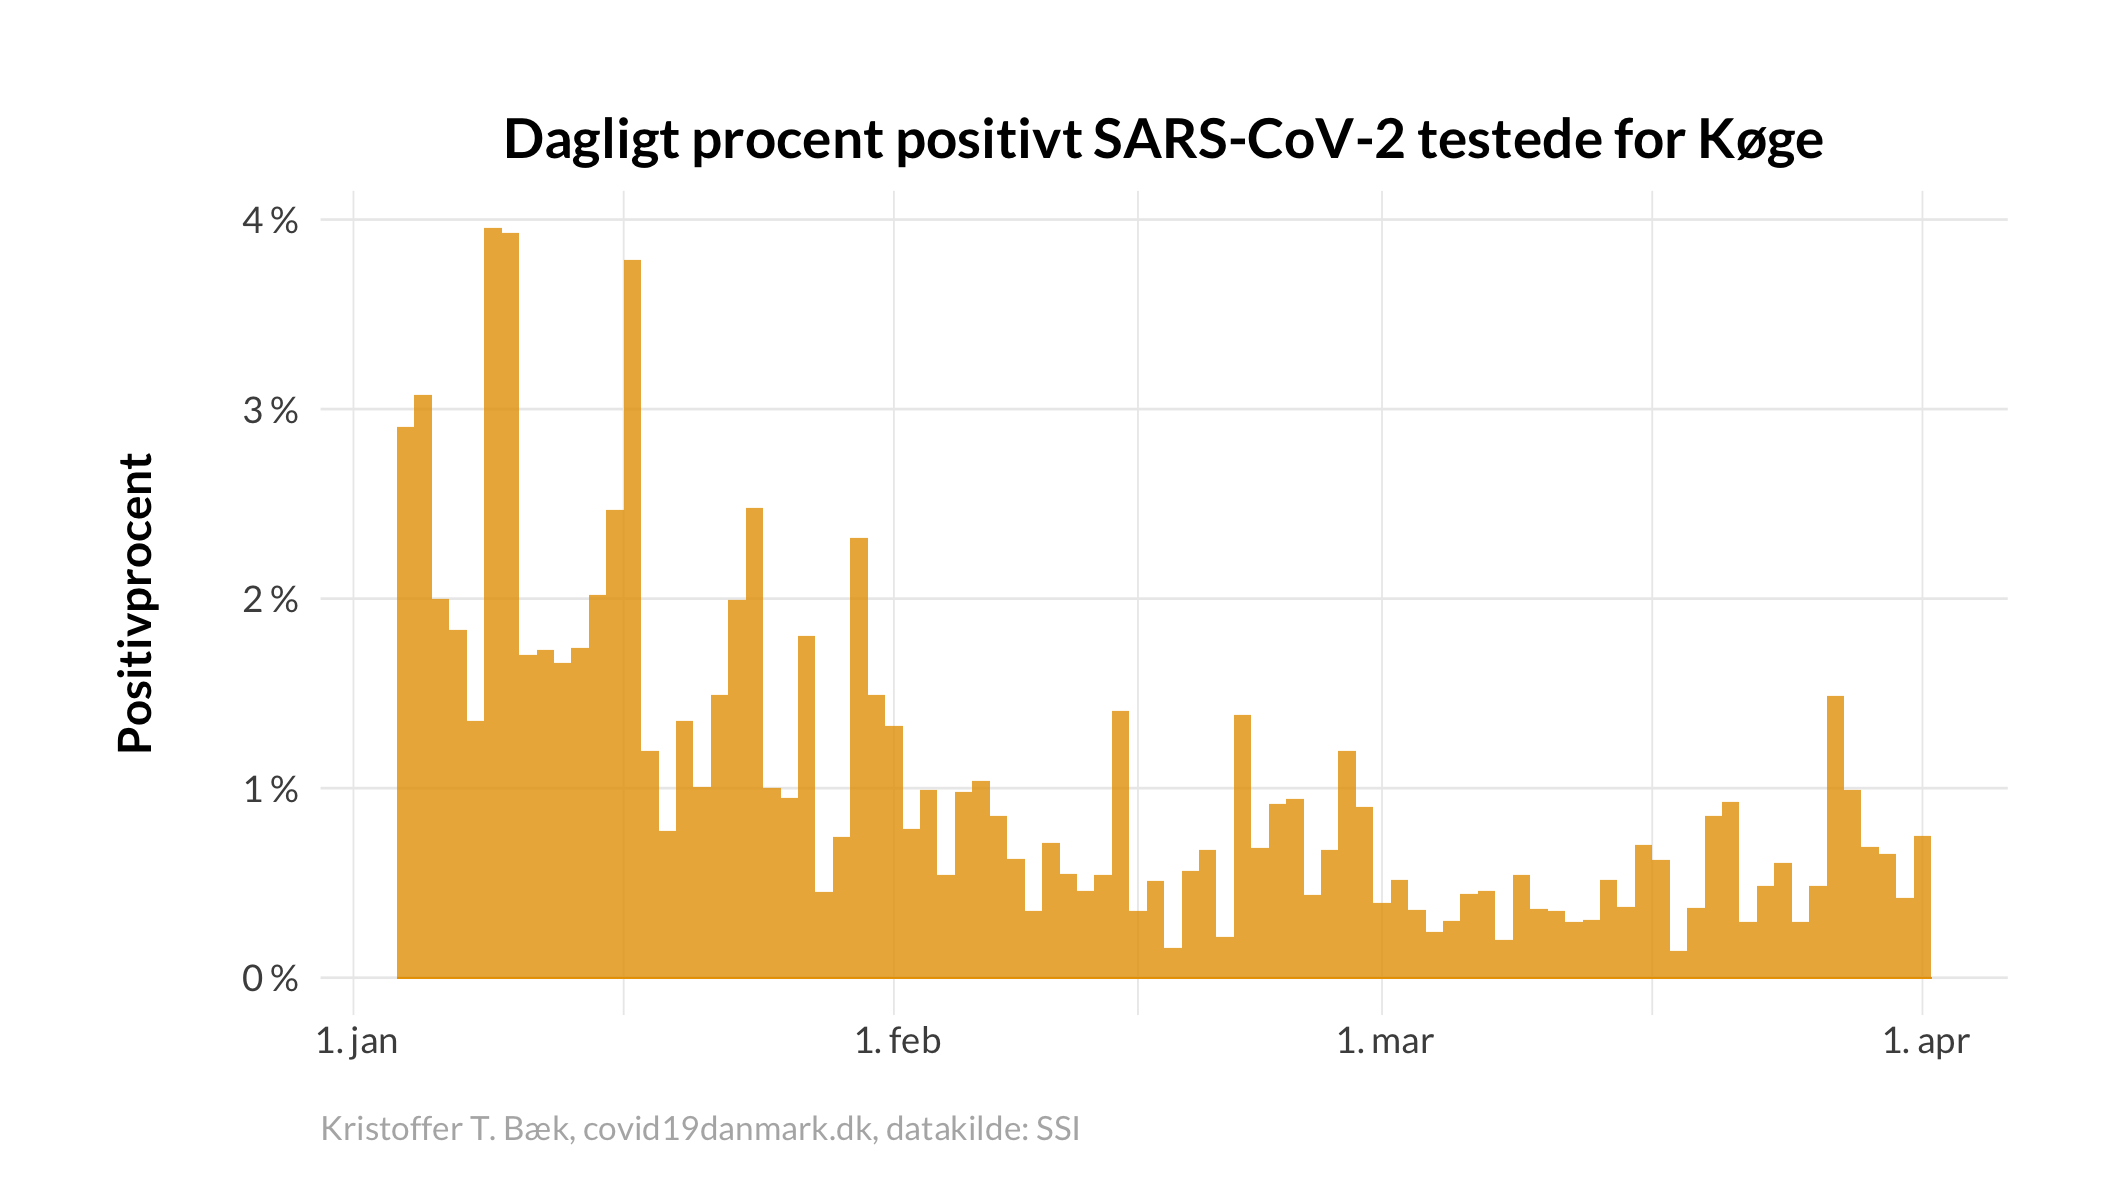 Dagligt procent positivt SARS-CoV-2 testede for Køge
Positivprocent
4 %
3 %
2 %
1 %
0 %
1. jan
1. feb
1. mar
1. apr
Kristoffer T. Bæk, covid19danmark.dk, datakilde: SSI